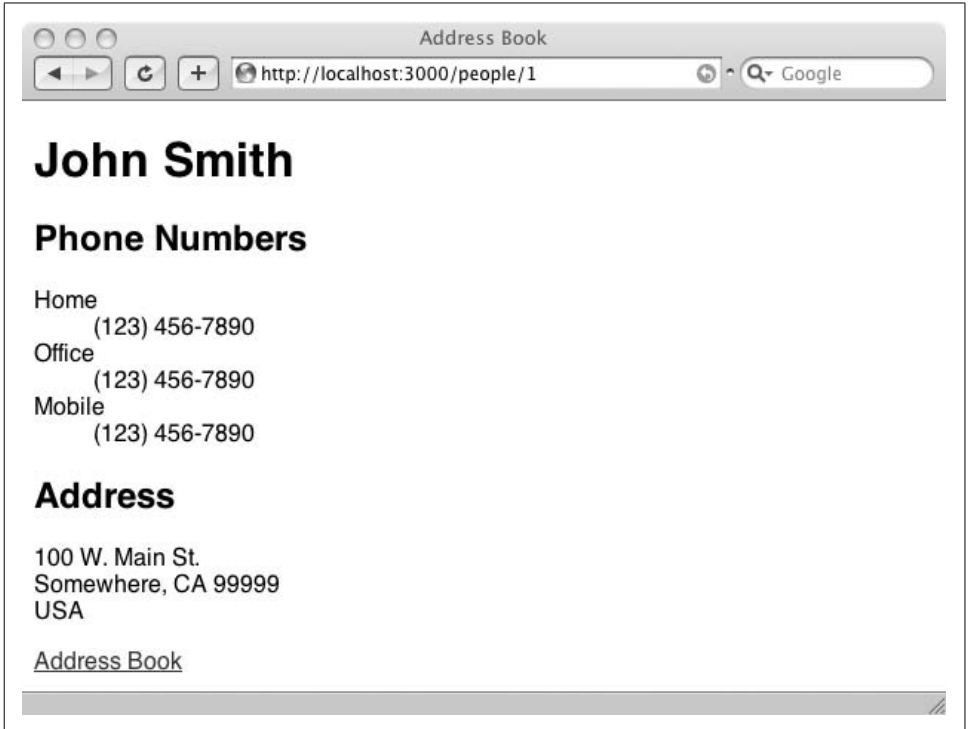 Address Book
http://localhost:3000/people/1
Google
John Smith
Phone Numbers
Home
(123) 456-7890
Office
(123) 456-7890
Mobile
(123) 456-7890
Address
100 W. Main St.
Somewhere, CA 99999
USA
Address Book